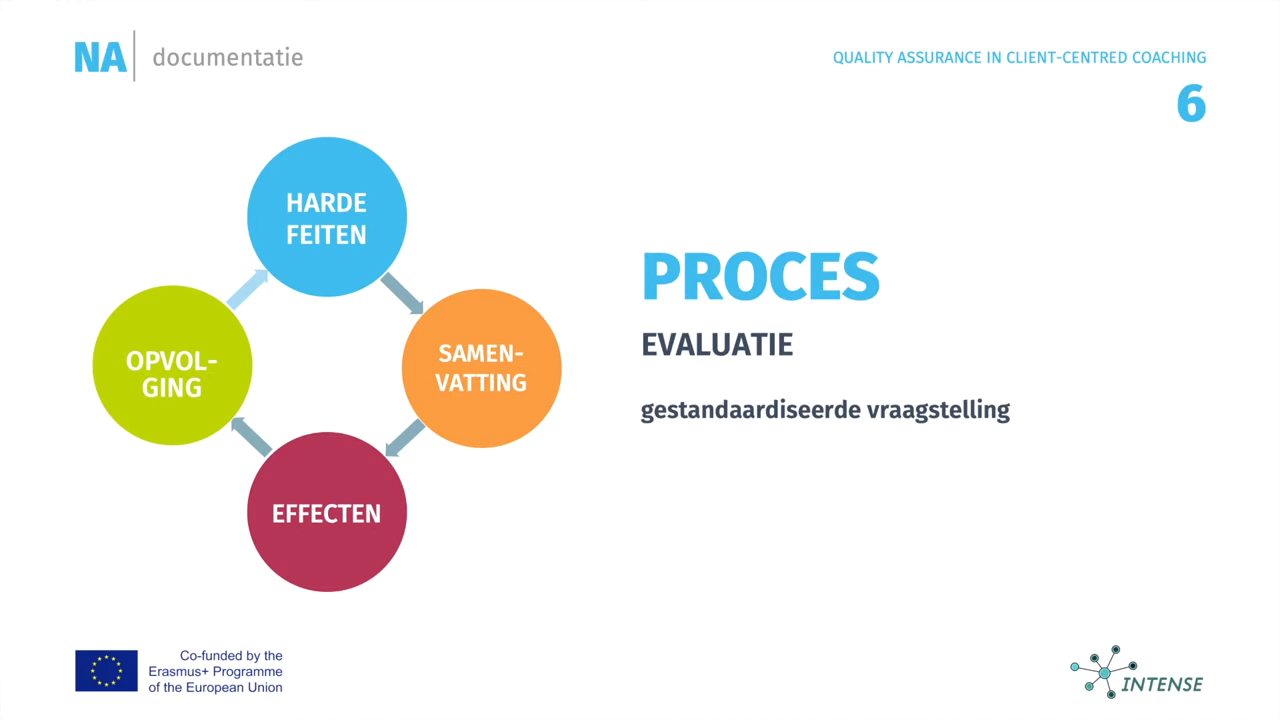 NA documentatie
QUALITY ASSURANCE IN CLIENT-CENTRED COACHING
6
HARDE
FEITEN
SAMEN-
VATTING
EFFECTEN
OPVOL-
GING
PROCES
EVALUATIE
gestandaardiseerde vraagstelling
Co-funded by the
Erasmus+ Programme
of the European Union
INTENSE